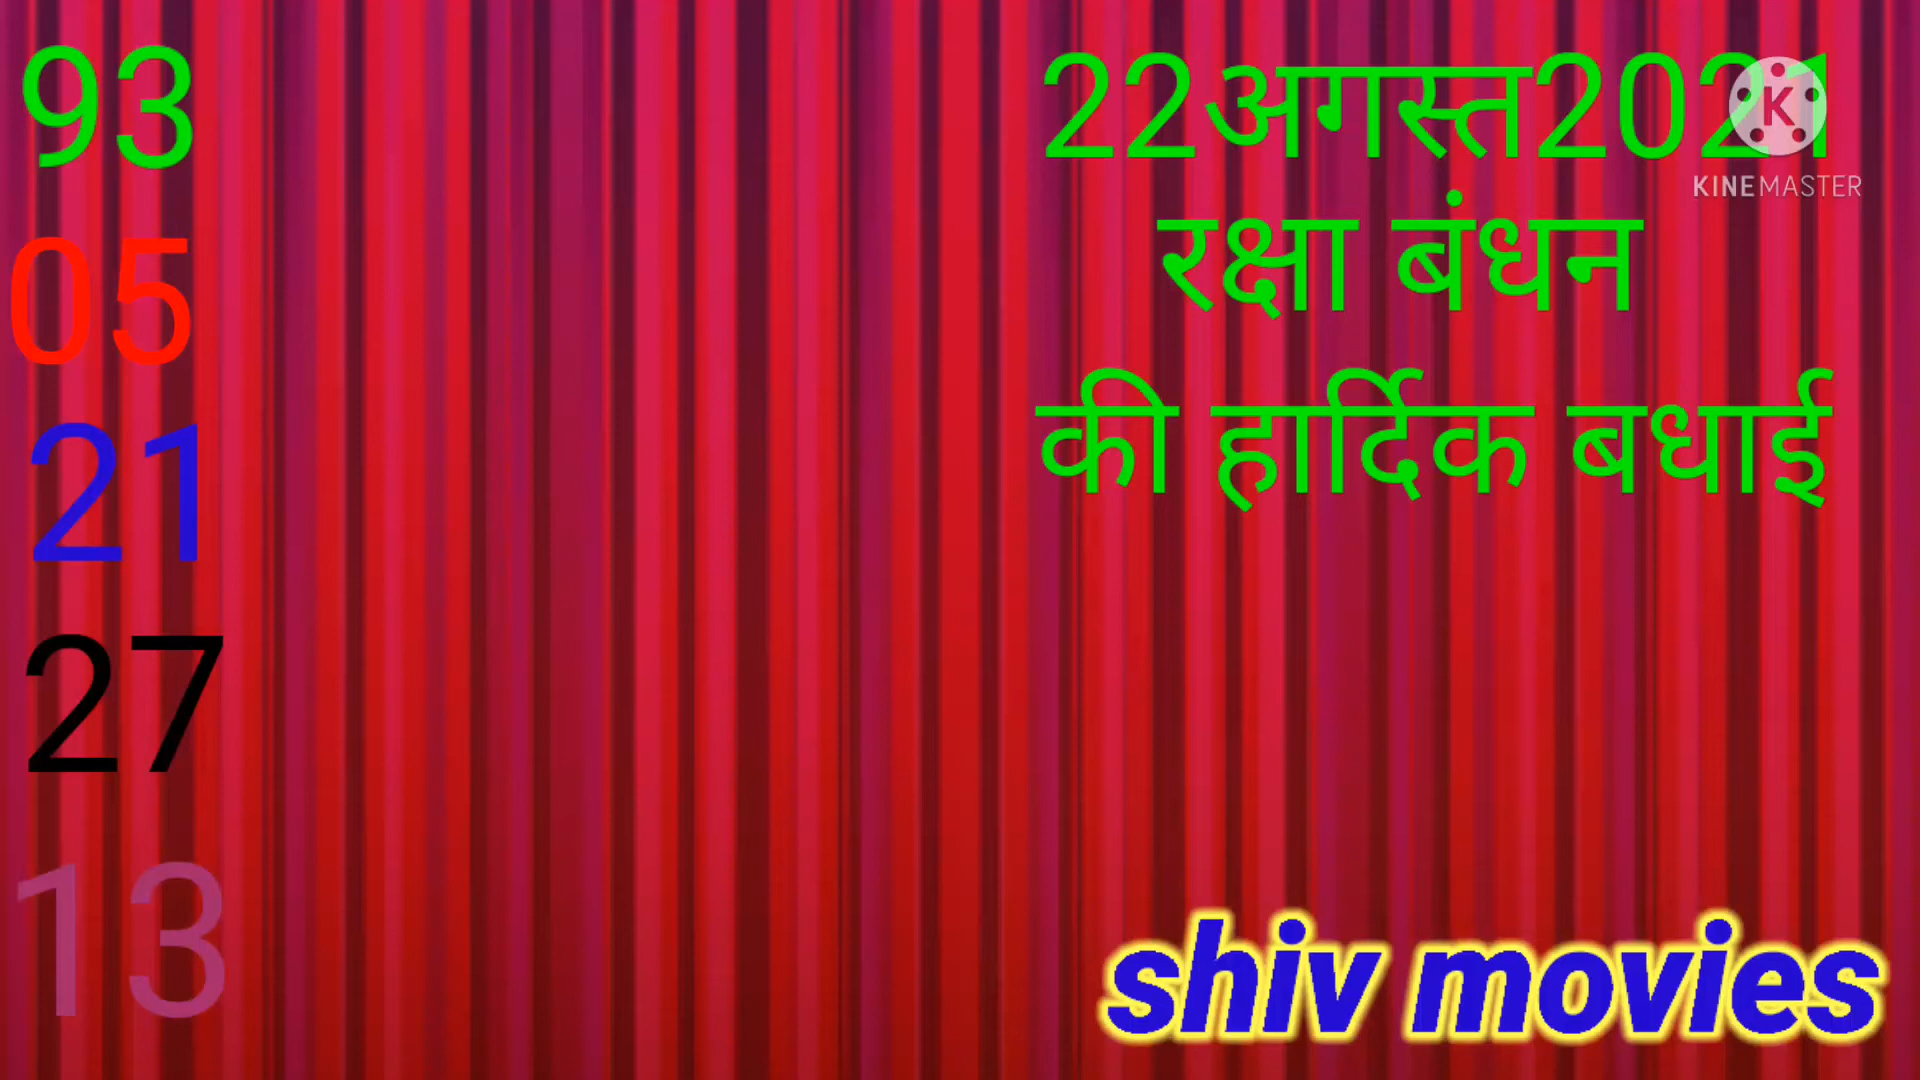 93
05
21
27
13
22अगस्त2021
रक्षा बंधन
की हार्दिक बधाई
K
KINEMASTER
shiv movies